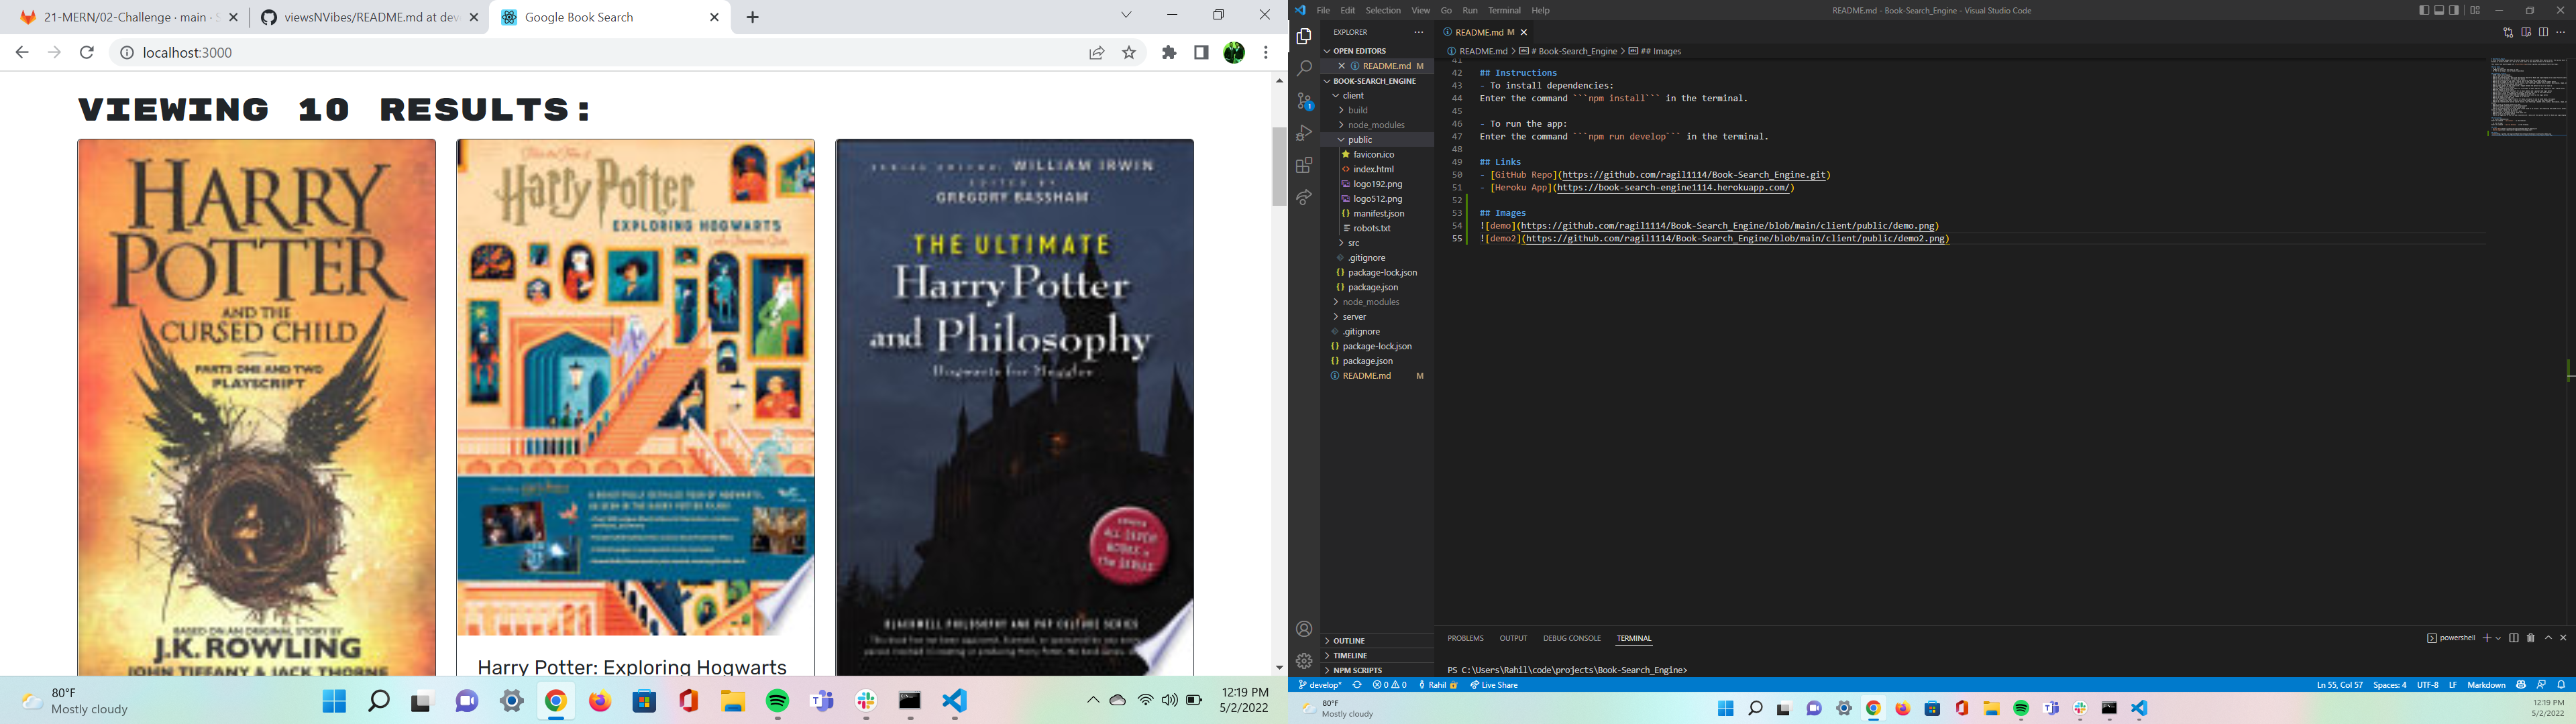 21-MERN/02-Challenge · main · S
viewsNVibes/README.md at dev
Google Book Search
localhost:3000
VIEWING 10 RESULTS:
HARRY
POTTER
AND THE
CURSED CHILD
PARTS ONE AND TWO
PLAYSCRIPT
BASED ON AN ORIGINAL STORY BY
J.K. ROWLING
JOHN TIFFANY & JACK THORNE
Harry Potter
EXPLORING HOGWARTS
Harry Potter: Exploring Hogwarts
SERIES EDITOR: WILLIAM IRWIN
EDITED BY
GREGORY BASSHAM
THE ULTIMATE
Harry Potter
and Philosophy
Hogwarts for Muggles
BLACKWELL PHILOSOPHY AND POP CULTURE SERIES
80°F
Mostly cloudy
12:19 PM
5/2/2022
File Edit Selection View Go Run Terminal Help
README.md - Book-Search_Engine - Visual Studio Code
EXPLORER
OPEN EDITORS
README.md M
BOOK-SEARCH_ENGINE
client
build
node_modules
public
favicon.ico
index.html
logo192.png
logo512.png
manifest.json
robots.txt
src
.gitignore
package-lock.json
package.json
node_modules
server
.gitignore
package-lock.json
package.json
README.md M
OUTLINE
TIMELINE
NPM SCRIPTS
README.md M
README.md > # Book-Search_Engine > ## Images
41
42 ## Instructions
43 - To install dependencies:
44 Enter the command ```npm install``` in the terminal.
45
46 - To run the app:
47 Enter the command ```npm run develop``` in the terminal.
48
49 ## Links
50 - [GitHub Repo](https://github.com/ragil1114/Book-Search_Engine.git)
51 - [Heroku App](https://book-search-engine1114.herokuapp.com/)
52
53 ## Images
54 ![demo](https://github.com/ragil1114/Book-Search_Engine/blob/main/client/public/demo.png)
55 ![demo2](https://github.com/ragil1114/Book-Search_Engine/blob/main/client/public/demo2.png)
PROBLEMS OUTPUT DEBUG CONSOLE TERMINAL
powershell
PS C:\Users\Rahil\code\projects\Book-Search_Engine>
develop* 0 0 Rahil Live Share
Ln 55, Col 57 Spaces: 4 UTF-8 LF Markdown
80°F
Mostly cloudy
12:19 PM
5/2/2022